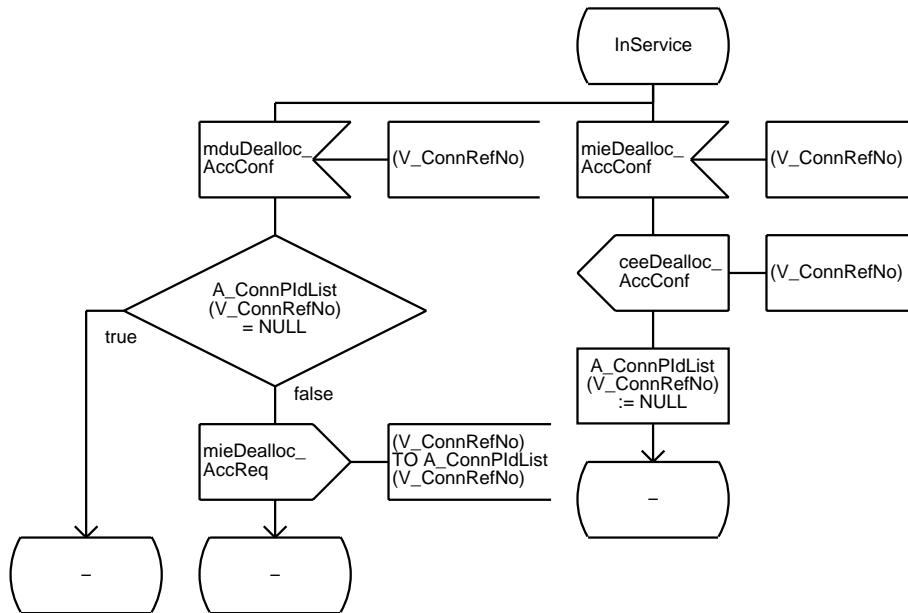 InService
mduDealloc_
AccConf
(V_ConnRefNo)
mieDealloc_
AccConf
(V_ConnRefNo)
ceeDealloc_
AccConf
(V_ConnRefNo)
A_ConnPIdList
(V_ConnRefNo)
= NULL
true
false
A_ConnPIdList
(V_ConnRefNo)
:= NULL
mieDealloc_
AccReq
(V_ConnRefNo)
TO A_ConnPIdList
(V_ConnRefNo)
–
–
–